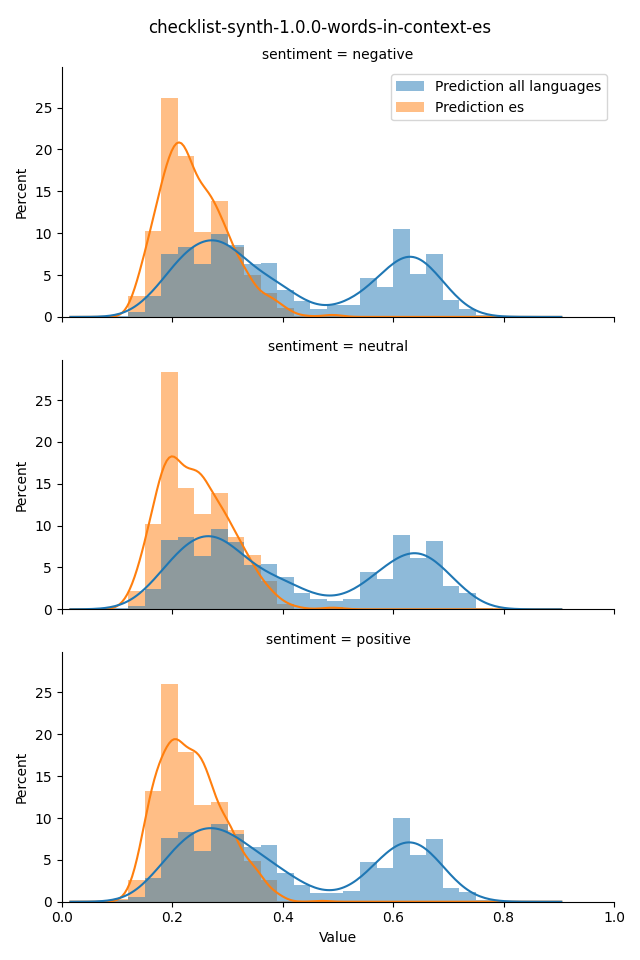 checklist-synth-1.0.0-words-in-context-es
sentiment = negative
Prediction all languages
Prediction es
25
20
15
10
5
0
Percent
sentiment = neutral
25
20
15
10
5
0
Percent
sentiment = positive
25
20
15
10
5
0
Percent
0.0 0.2 0.4 0.6 0.8 1.0
Value